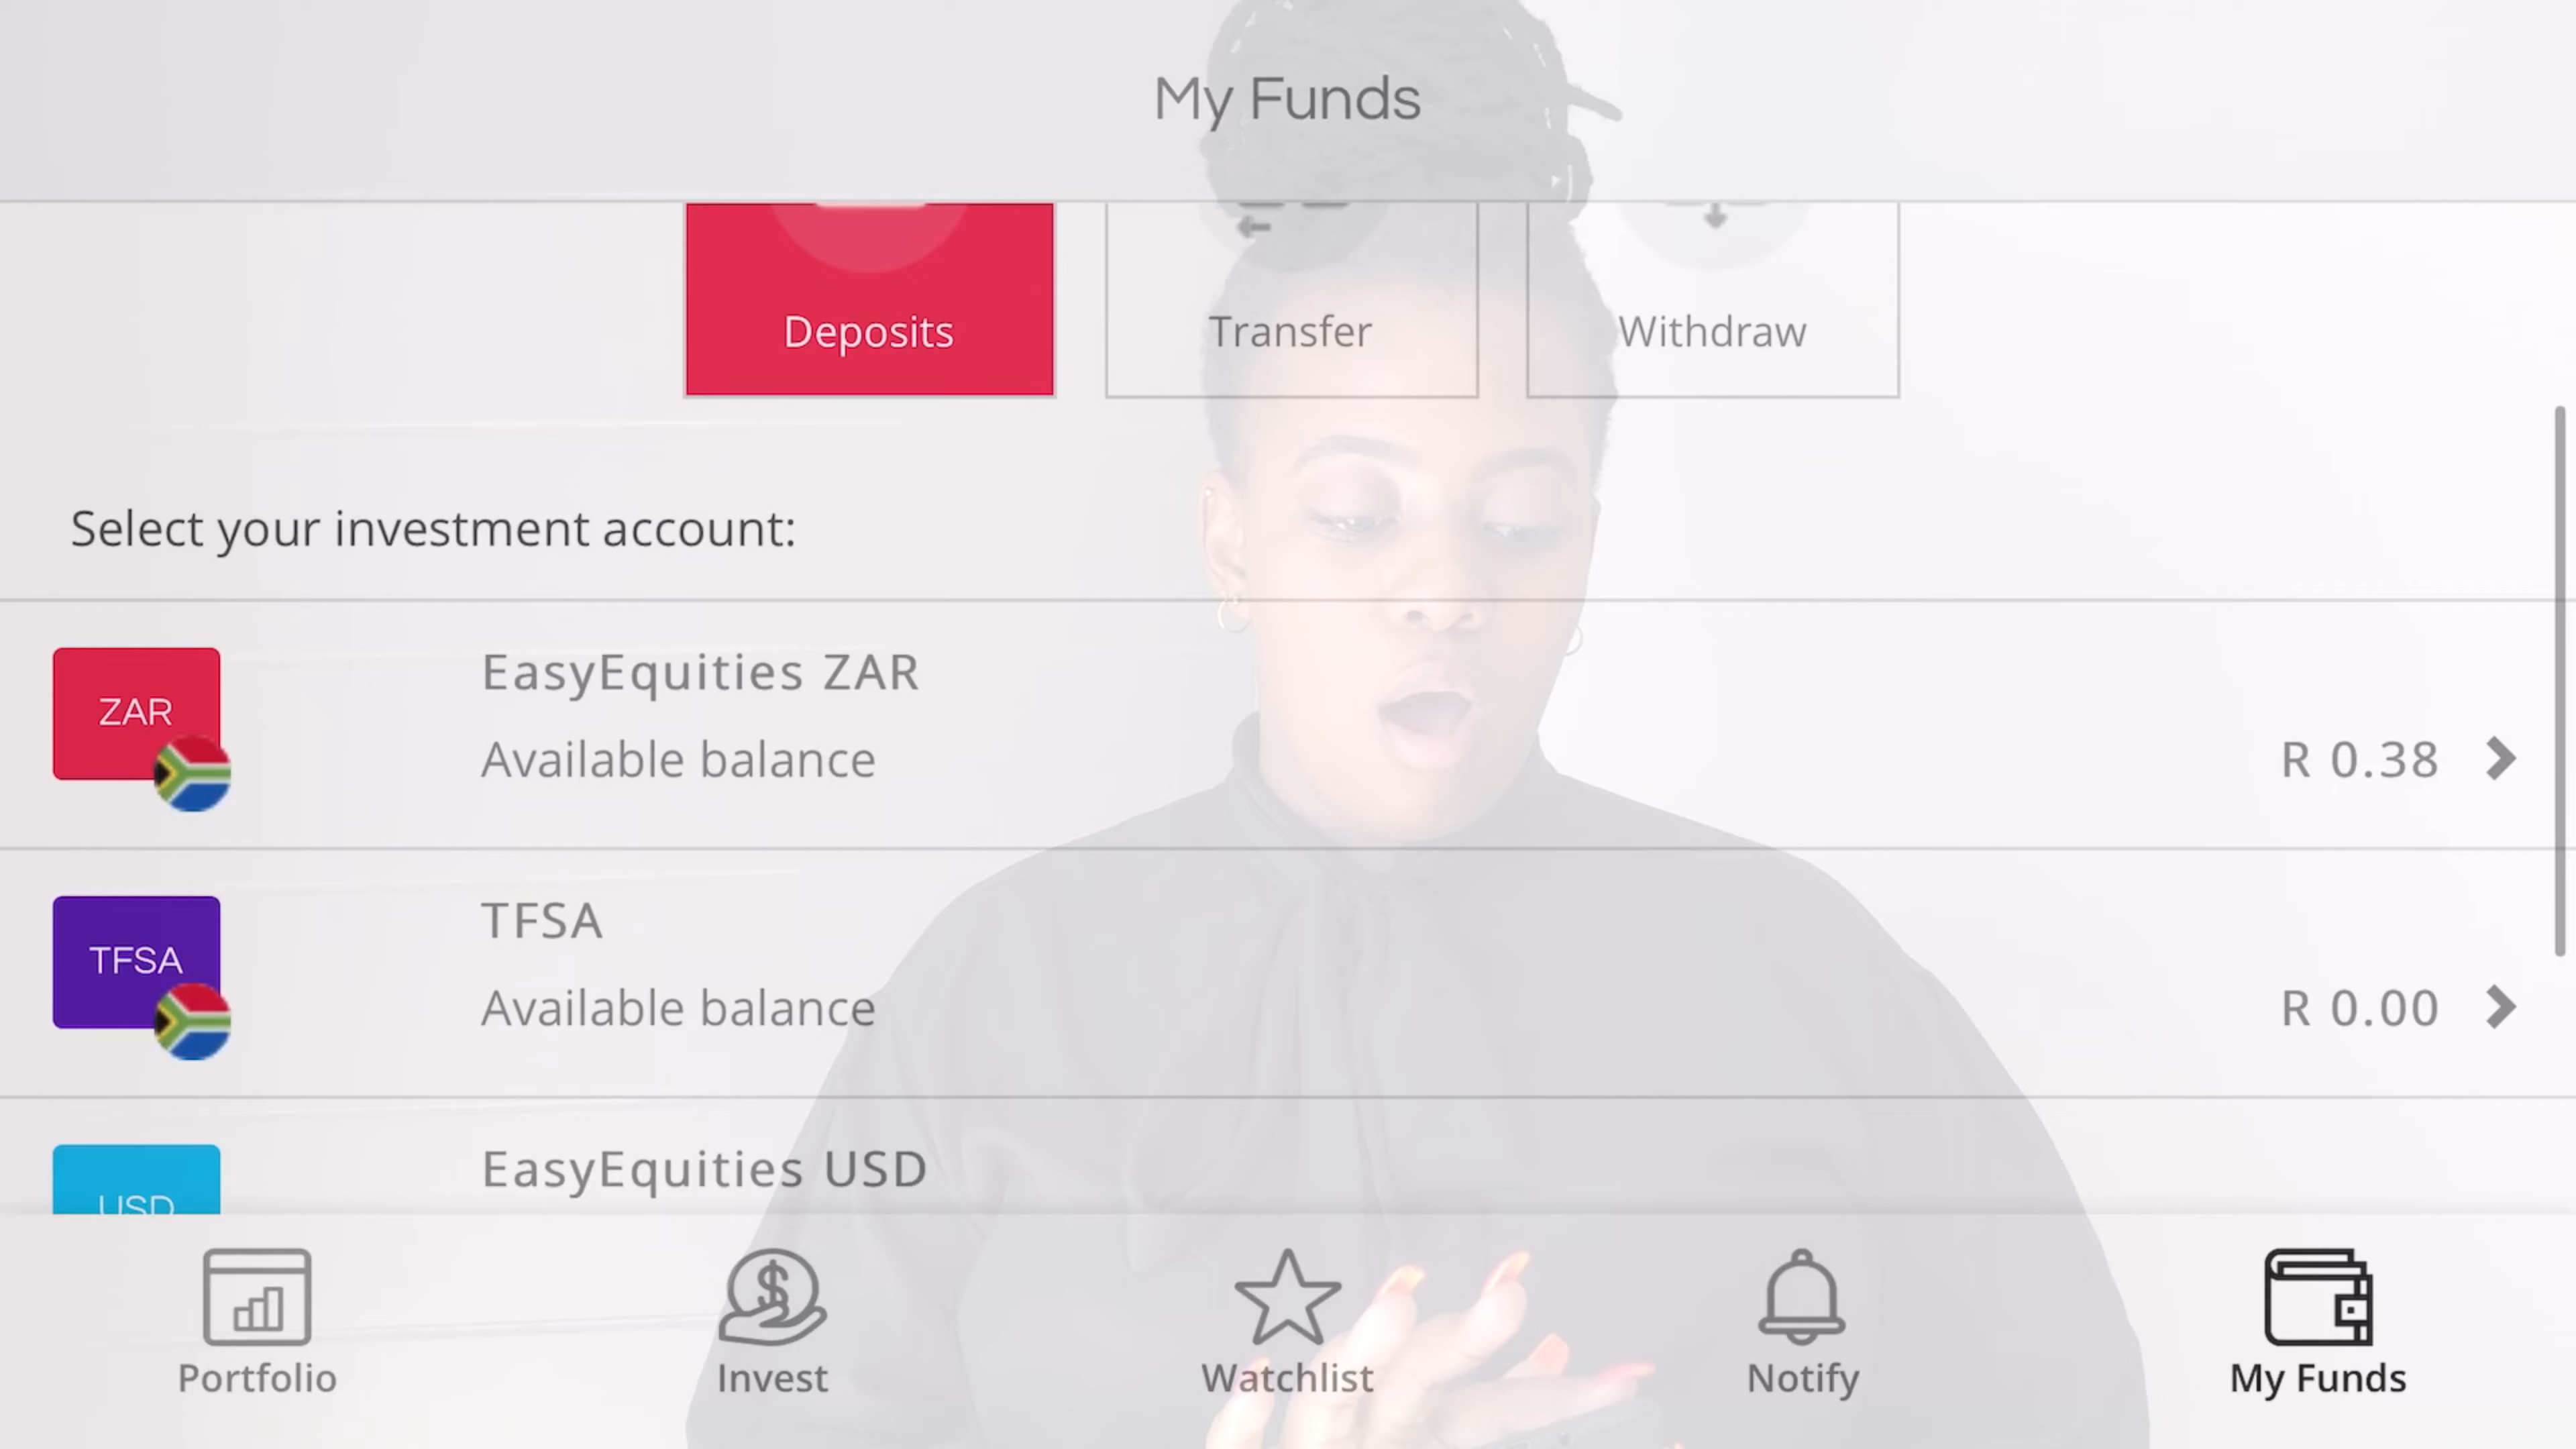 My Funds
Deposits
Transfer
Withdraw
Select your investment account:
ZAR
EasyEquities ZAR
Available balance
R 0.38
TFSA
TFSA
Available balance
R 0.00
USD
EasyEquities USD
Portfolio
Invest
Watchlist
Notify
My Funds